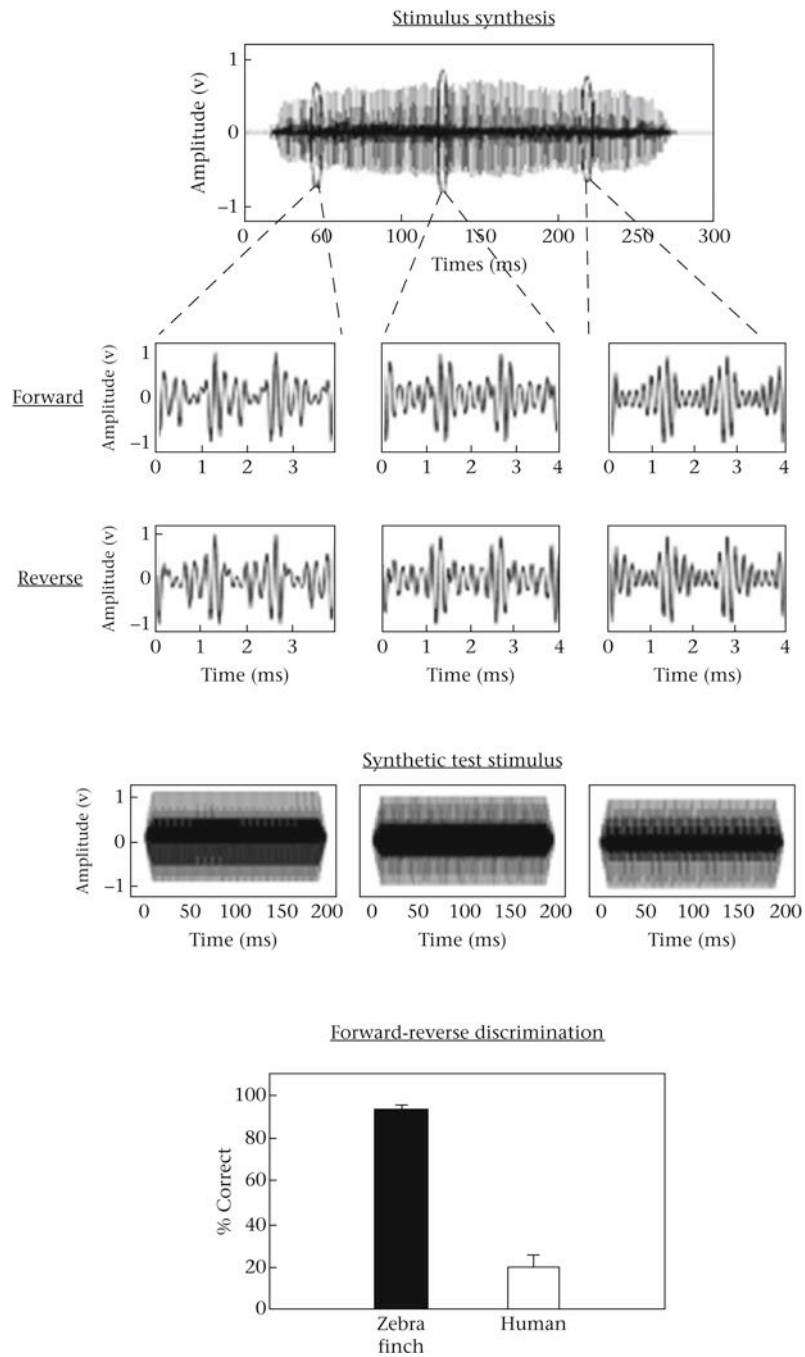 Stimulus synthesis
Amplitude (v)
1
0
−1
0 60 100 150 200 250 300
Times (ms)
Forward
Amplitude (v)
1
0
−1
0 1 2 3
0 1 2 3 4
0 1 2 3 4
Reverse
Amplitude (v)
1
0
−1
0 1 2 3
0 1 2 3 4
0 1 2 3 4
Time (ms) Time (ms) Time (ms)
Synthetic test stimulus
Amplitude (v)
1
0
−1
0 50 100 150 200
0 50 100 150 200
0 50 100 150 200
Time (ms) Time (ms) Time (ms)
Forward-reverse discrimination
% Correct
100
80
60
40
20
0
Zebra finch
Human